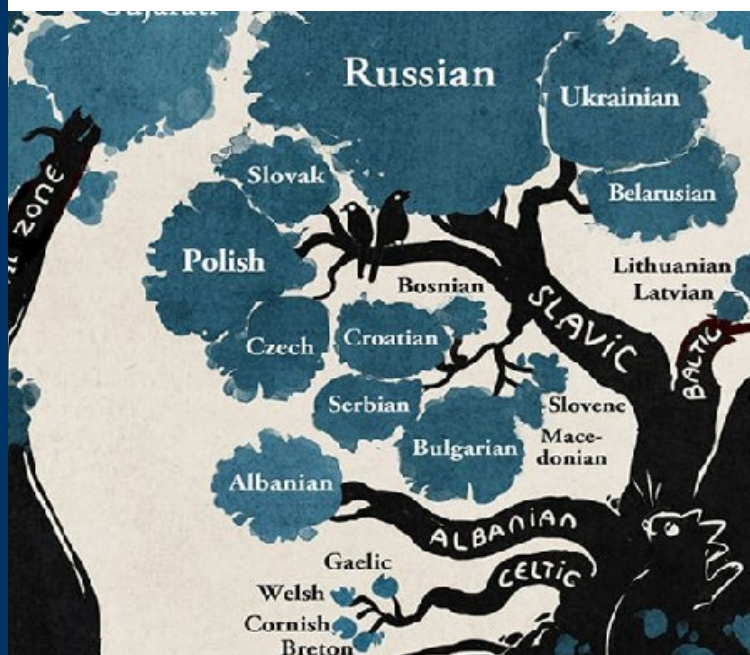 Gujarati
Russian
Ukrainian
Slovak
Belarusian
ZONE
Polish
Lithuanian
Latvian
Bosnian
SLAVIC
BALTIC
Croatian
Czech
Serbian
Slovene
Bulgarian
Mace-
donian
Albanian
ALBANIAN
Gaelic
CELTIC
Welsh
Cornish
Breton